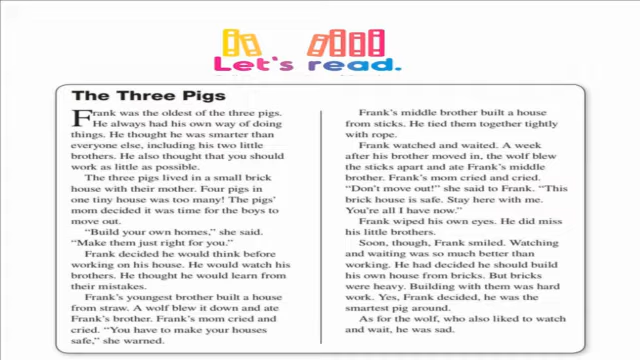 Let's read.
The Three Pigs
Frank was the oldest of the three pigs.
He always had his own way of doing
things. He thought he was smarter than
everyone else, including his two little
brothers. He also thought that you should
work as little as possible.
The three pigs lived in a small brick
house with their mother. Four pigs in
one tiny house was too many! The pigs'
mom decided it was time for the boys to
move out.
"Build your own homes," she said.
"Make them just right for you."
Frank decided he would think before
working on his house. He would watch his
brothers. He thought he would learn from
their mistakes.
Frank's youngest brother built a house
from straw. A wolf blew it down and ate
Frank's brother. Frank's mom cried and
cried. "You have to make your houses
safe," she warned.
Frank's middle brother built a house
from sticks. He tied them together tightly
with rope.
Frank watched and waited. A week
after his brother moved in, the wolf blew
the sticks apart and ate Frank's middle
brother. Frank's mom cried and cried.
"Don't move out!" she said to Frank. "This
brick house is safe. Stay here with me.
You're all I have now."
Frank wiped his own eyes. He did miss
his little brothers.
Soon, though, Frank smiled. Watching
and waiting was so much better than
working. He had decided he should build
his own house from bricks. But bricks
were heavy. Building with them was hard
work. Yes, Frank decided, he was the
smartest pig around.
As for the wolf, who also liked to watch
and wait, he was sad.